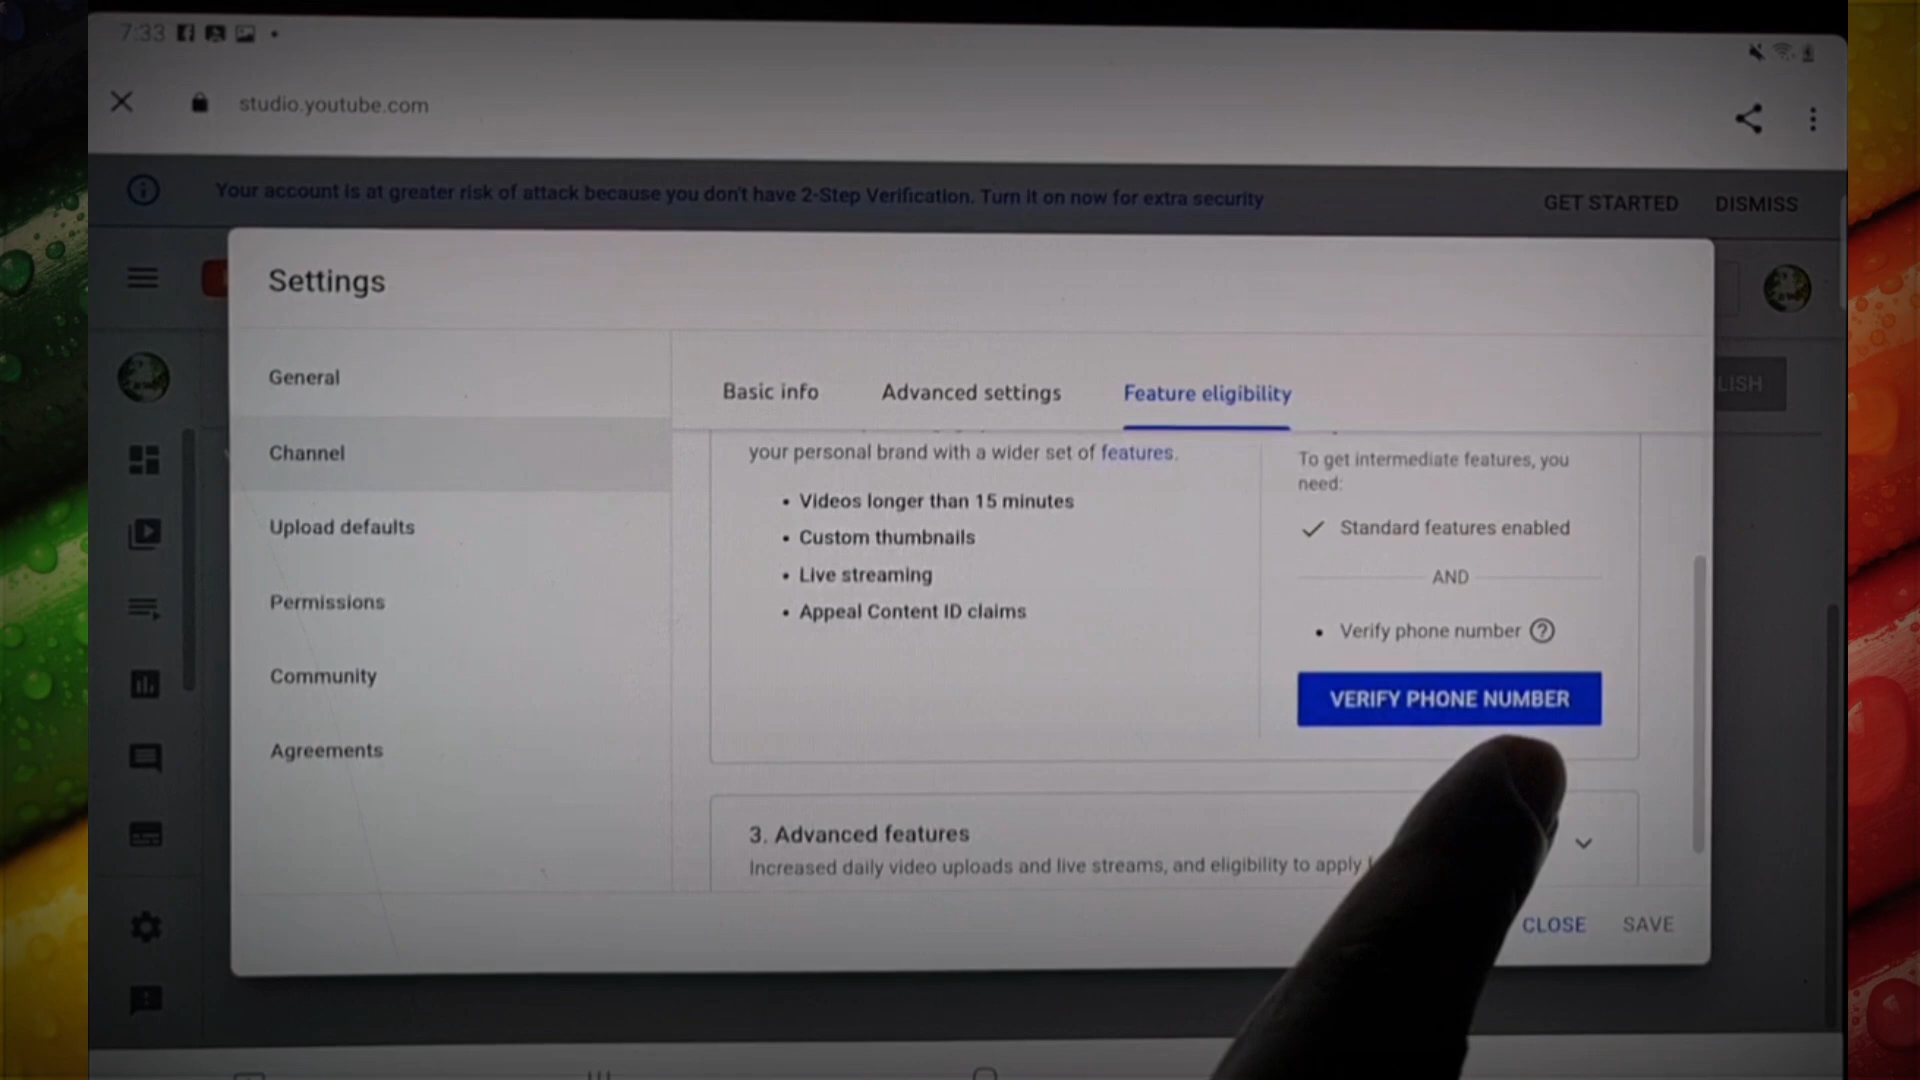 7:33
studio.youtube.com
Your account is at greater risk of attack because you don't have 2-Step Verification. Turn it on now for extra security
GET STARTED
DISMISS
Settings
General
Channel
Upload defaults
Permissions
Community
Agreements
Basic info
Advanced settings
Feature eligibility
LISH
your personal brand with a wider set of features.
• Videos longer than 15 minutes
• Custom thumbnails
• Live streaming
• Appeal Content ID claims
To get intermediate features, you
need:
Standard features enabled
AND
• Verify phone number
VERIFY PHONE NUMBER
3. Advanced features
Increased daily video uploads and live streams, and eligibility to apply
CLOSE
SAVE